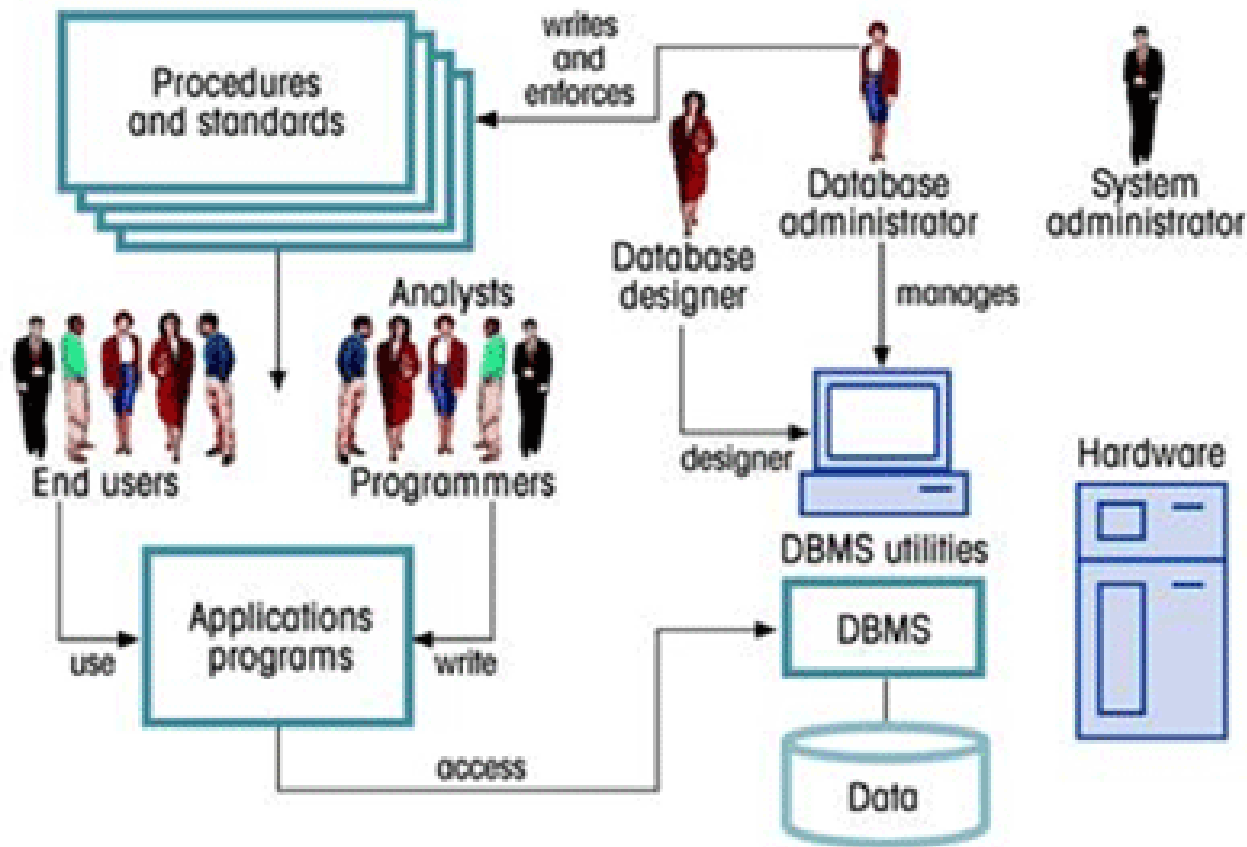 Procedures
and standards
writes
and
enforces
Database
designer
Database
administrator
System
administrator
manages
Analysts
End users
Programmers
designer
Hardware
DBMS utilities
Applications
programs
use
write
DBMS
access
Data